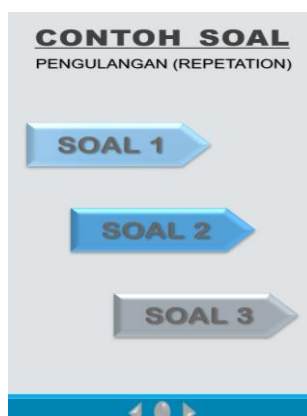 CONTOH SOAL
PENGULANGAN (REPETATION)
SOAL 1
SOAL 2
SOAL 3